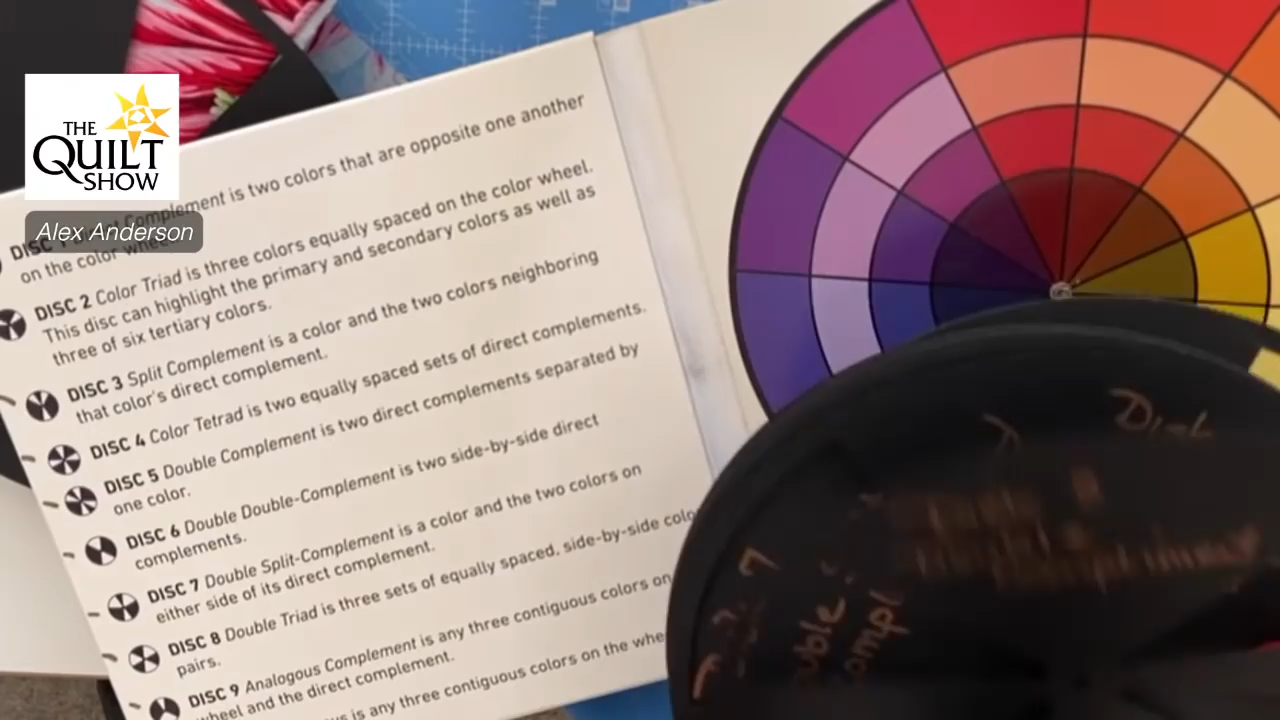 THE
QUILT
SHOW
Alex Anderson
DISC 1 Direct Complement is two colors that are opposite one another
on the color wheel.
DISC 2 Color Triad is three colors equally spaced on the color wheel.
This disc can highlight the primary and secondary colors as well as
three of six tertiary colors.
DISC 3 Split Complement is a color and the two colors neighboring
that color's direct complement.
DISC 4 Color Tetrad is two equally spaced sets of direct complements.
DISC 5 Double Complement is two direct complements separated by
one color.
DISC 6 Double Double-Complement is two side-by-side direct
complements.
DISC 7 Double Split-Complement is a color and the two colors on
either side of its direct complement.
DISC 8 Double Triad is three sets of equally spaced, side-by-side colo
pairs.
DISC 9 Analogous Complement is any three contiguous colors on
wheel and the direct complement.
is any three contiguous colors on the whe